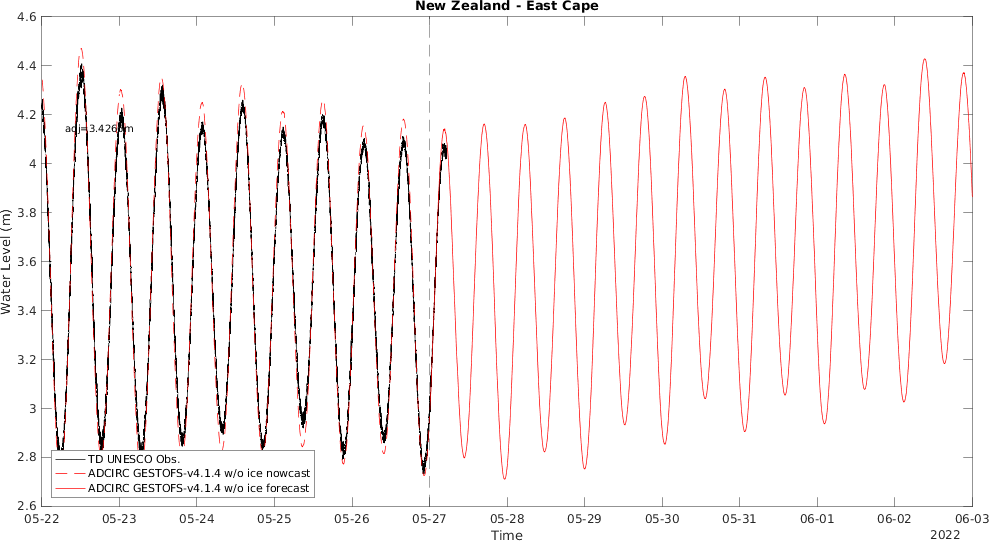 New Zealand - East Cape
Water Level (m)
4.6
4.4
4.2
4
3.8
3.6
3.4
3.2
3
2.8
2.6
TD UNESCO Obs.
ADCIRC GESTOFS-v4.1.4 w/o ice nowcast
ADCIRC GESTOFS-v4.1.4 w/o ice forecast
05-22 05-23 05-24 05-25 05-26 05-27 05-28 05-29 05-30 05-31 06-01 06-02 06-03
Time
2022